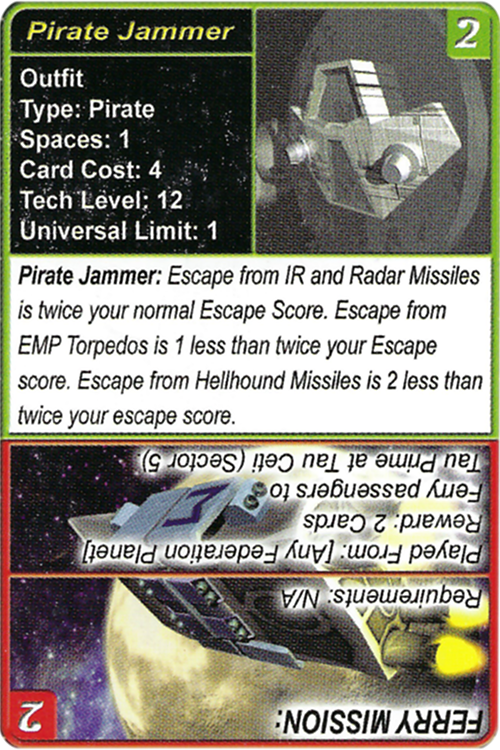 Pirate Jammer
2
Outfit
Type: Pirate
Spaces: 1
Card Cost: 4
Tech Level: 12
Universal Limit: 1
Pirate Jammer: Escape from IR and Radar Missiles
is twice your normal Escape Score. Escape from
EMP Torpedos is 1 less than twice your Escape
score. Escape from Hellhound Missiles is 2 less than
twice your escape score.
FERRY MISSION:
2
Requirements: N/A
Played From: [Any Federation Planet]
Reward: 2 Cards
Ferry passengers to
Tau Prime at Tau Ceti (Sector 5)